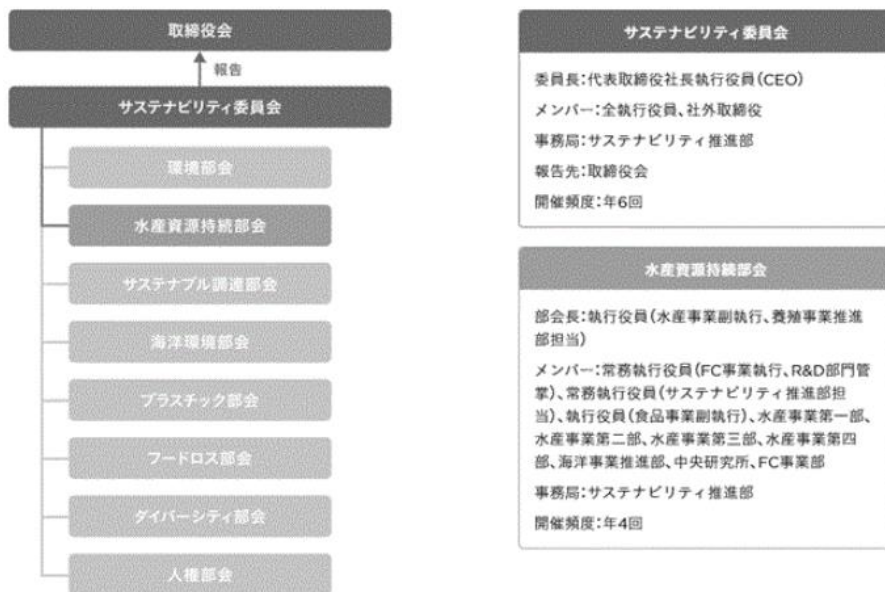 取締役会
報告
サステナビリティ委員会
環境部会
水産資源持続部会
サステナブル調達部会
海洋環境部会
プラスチック部会
フードロス部会
ダイバーシティ部会
人権部会
サステナビリティ委員会
委員長:代表取締役社長執行役員(CEO)
メンバー:全執行役員、社外取締役
事務局:サステナビリティ推進部
報告先:取締役会
開催頻度:年6回
水産資源持続部会
部会長:執行役員(水産事業副執行、養殖事業推進
部担当)
メンバー:常務執行役員(FC事業執行、R&D部門管
掌)、常務執行役員(サステナビリティ推進部担
当)、執行役員(食品事業副執行)、水産事業第一部、
水産事業第二部、水産事業第三部、水産事業第四
部、海洋事業推進部、中央研究所、FC事業部
事務局:サステナビリティ推進部
開催頻度:年4回